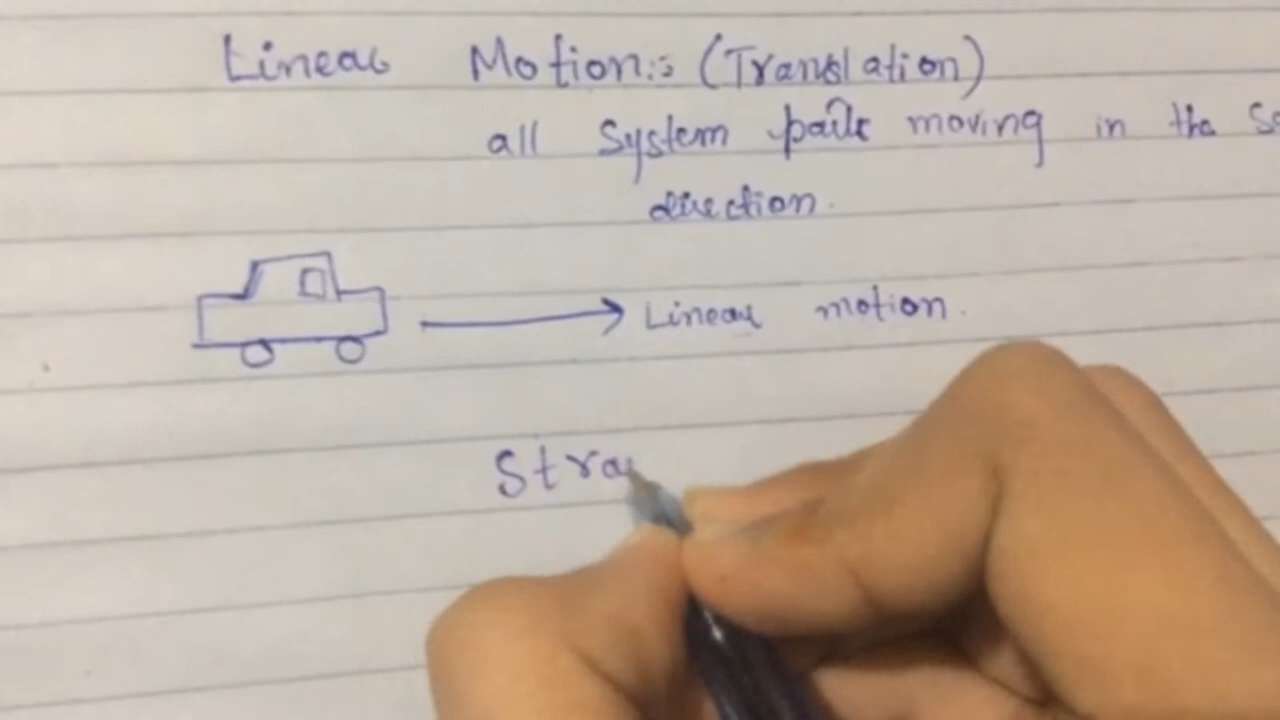 Linear Motion:- (Translation)
all System parts moving in the
direction.
Linear motion.
Stra